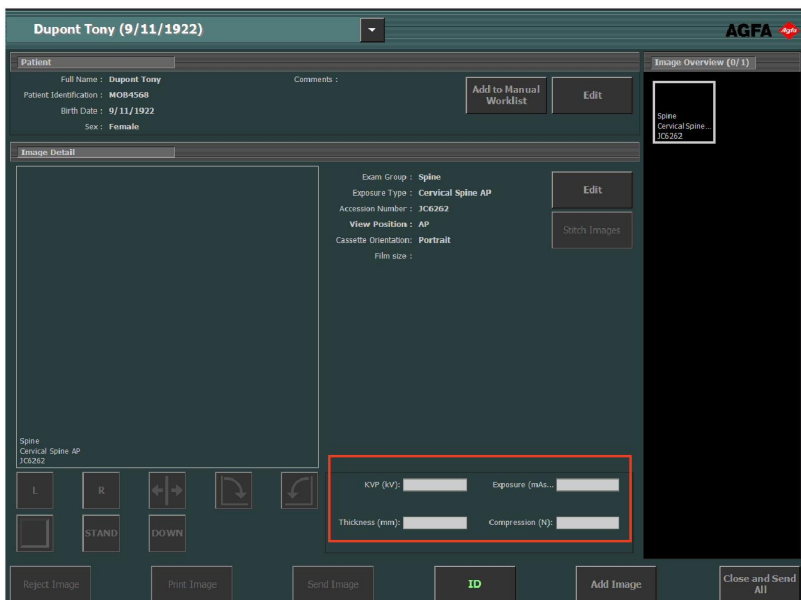 Dupont Tony (9/11/1922)
AGFA
Agfa
Patient
Full Name : Dupont Tony
Comments :
Patient Identification : MOB4568
Birth Date : 9/11/1922
Sex : Female
Add to Manual
Worklist
Edit
Image Overview (0/1)
Spine
Cervical Spine...
JC6262
Image Detail
Exam Group : Spine
Exposure Type : Cervical Spine AP
Accession Number : JC6262
View Position : AP
Cassette Orientation: Portrait
Film size :
Edit
Stitch Images
Spine
Cervical Spine AP
JC6262
L
R
STAND
DOWN
KVP (kV):
Exposure (mAs...
Thickness (mm):
Compression (N):
Reject Image
Print Image
Send Image
ID
Add Image
Close and Send
All